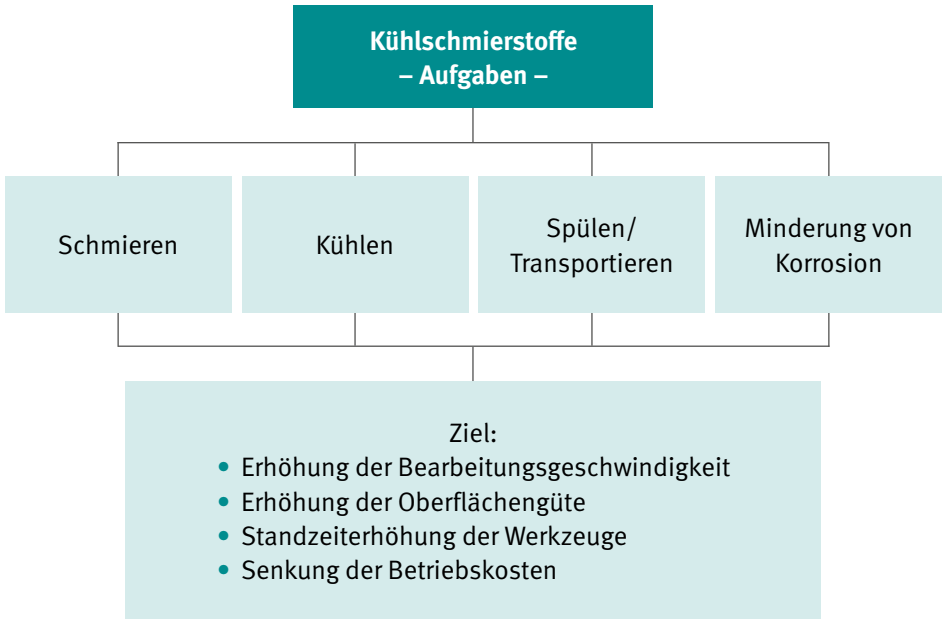 Kühlschmierstoffe
– Aufgaben –
Schmieren
Kühlen
Spülen/
Transportieren
Minderung von
Korrosion
Ziel:
• Erhöhung der Bearbeitungsgeschwindigkeit
• Erhöhung der Oberflächengüte
• Standzeiterhöhung der Werkzeuge
• Senkung der Betriebskosten